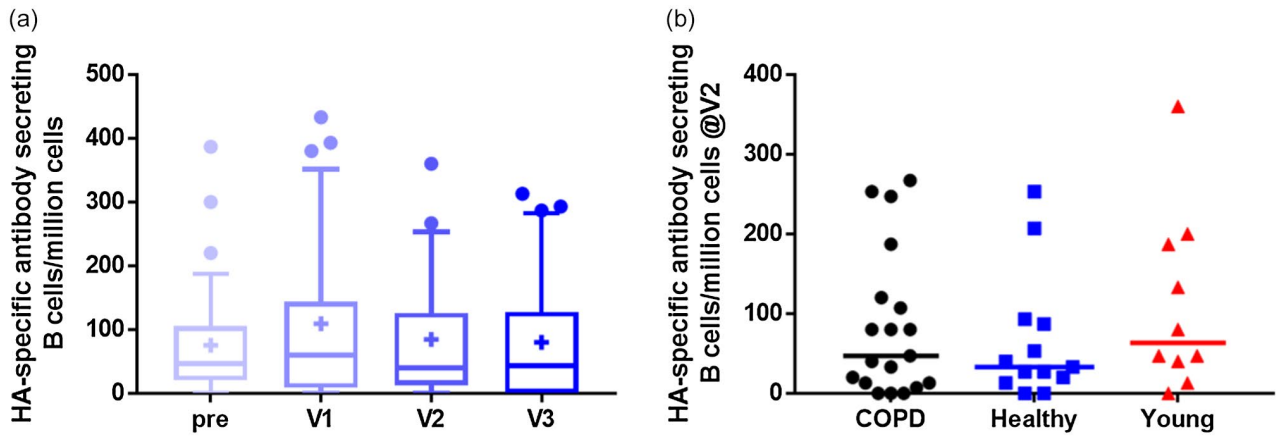 (a)
HA-specific antibody secreting
B cells/million cells
500
400
300
200
100
0
pre V1 V2 V3
(b)
HA-specific antibody secreting
B cells/million cells @V2
400
300
200
100
0
COPD Healthy Young